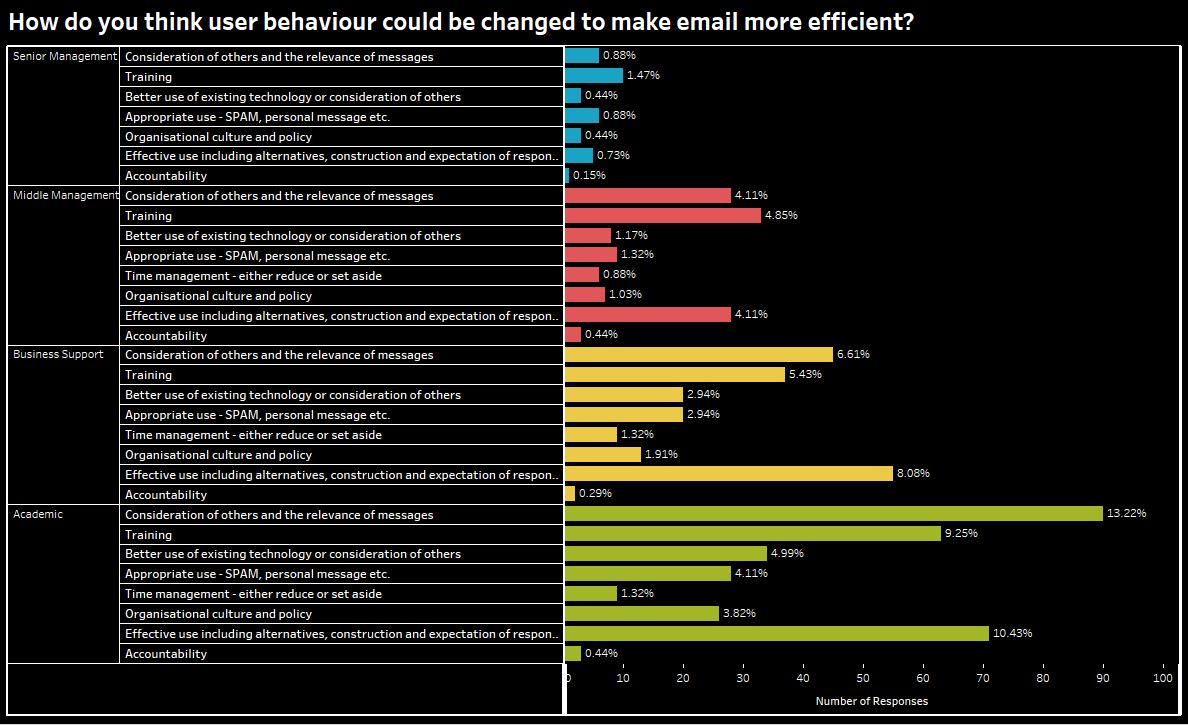 How do you think user behaviour could be changed to make email more efficient?
Senior Management
Consideration of others and the relevance of messages 0.88%
Training 1.47%
Better use of existing technology or consideration of others 0.44%
Appropriate use - SPAM, personal message etc. 0.88%
Organisational culture and policy 0.44%
Effective use including alternatives, construction and expectation of respon.. 0.73%
Accountability 0.15%
Middle Management
Consideration of others and the relevance of messages 4.11%
Training 4.85%
Better use of existing technology or consideration of others 1.17%
Appropriate use - SPAM, personal message etc. 1.32%
Time management - either reduce or set aside 0.88%
Organisational culture and policy 1.03%
Effective use including alternatives, construction and expectation of respon.. 4.11%
Accountability 0.44%
Business Support
Consideration of others and the relevance of messages 6.61%
Training 5.43%
Better use of existing technology or consideration of others 2.94%
Appropriate use - SPAM, personal message etc. 2.94%
Time management - either reduce or set aside 1.32%
Organisational culture and policy 1.91%
Effective use including alternatives, construction and expectation of respon.. 8.08%
Accountability 0.29%
Academic
Consideration of others and the relevance of messages 13.22%
Training 9.25%
Better use of existing technology or consideration of others 4.99%
Appropriate use - SPAM, personal message etc. 4.11%
Time management - either reduce or set aside 1.32%
Organisational culture and policy 3.82%
Effective use including alternatives, construction and expectation of respon.. 10.43%
Accountability 0.44%
0 10 20 30 40 50 60 70 80 90 100
Number of Responses